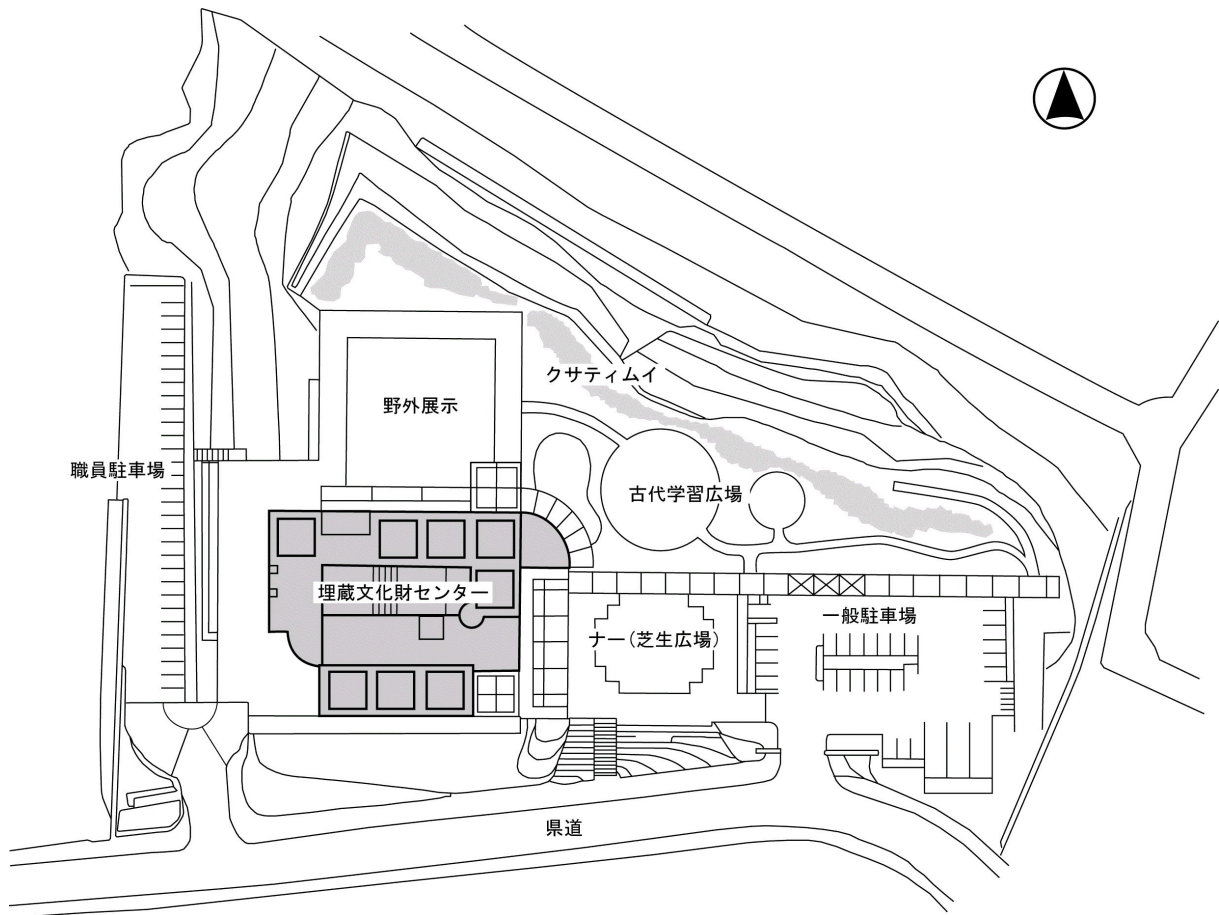 クサティムイ
野外展示
職員駐車場
古代学習広場
埋蔵文化財センター
一般駐車場
ナー(芝生広場)
県道